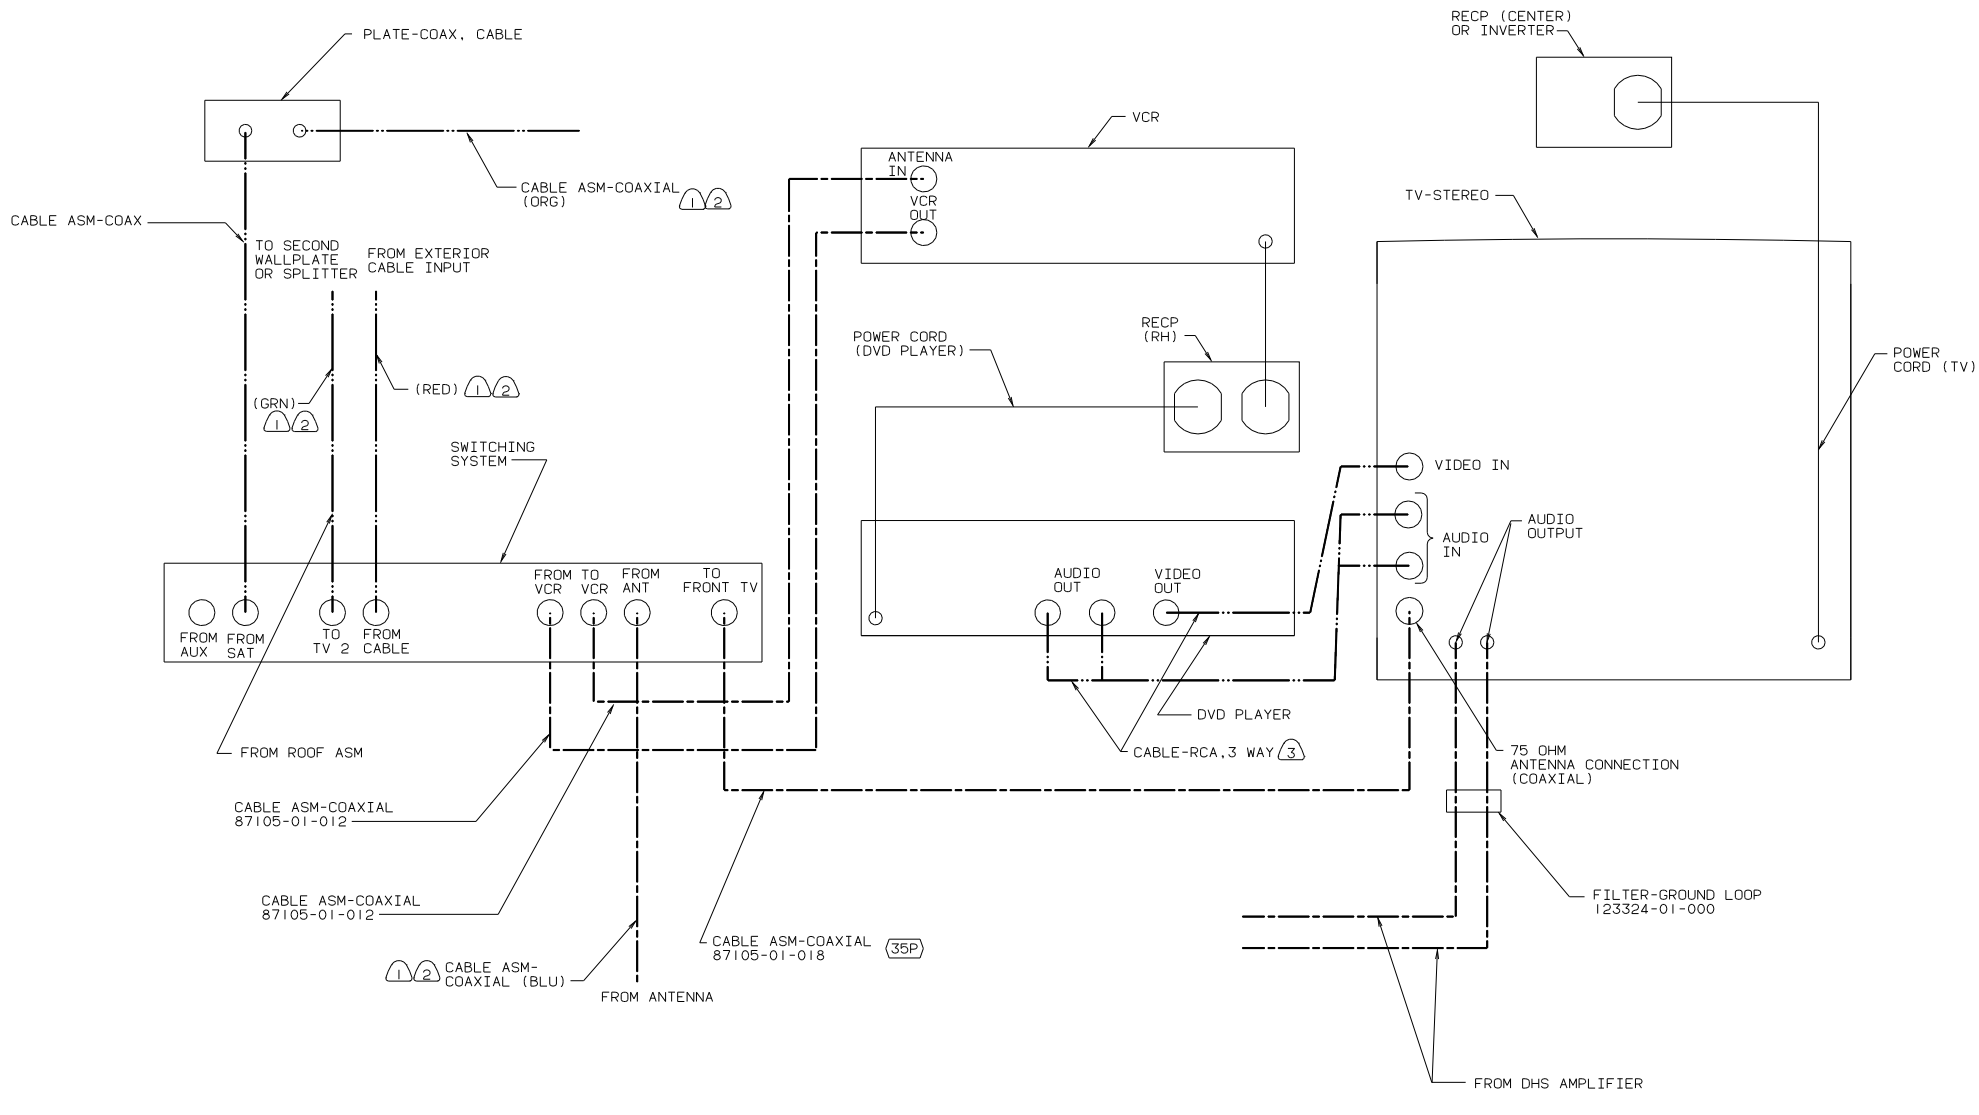 PLATE-COAX, CABLE
RECP (CENTER)
OR INVERTER
VCR
ANTENNA
IN
VCR
OUT
CABLE ASM-COAXIAL
(ORG)
1 2
TV-STEREO
CABLE ASM-COAX
TO SECOND
WALLPLATE
OR SPLITTER
FROM EXTERIOR
CABLE INPUT
POWER CORD
(DVD PLAYER)
RECP
(RH)
POWER
CORD (TV)
(RED) 1 2
(GRN)
1 2
SWITCHING
SYSTEM
VIDEO IN
AUDIO
IN
AUDIO
OUTPUT
FROM
VCR
TO
VCR
FROM
ANT
TO
FRONT TV
AUDIO
OUT
VIDEO
OUT
FROM
AUX
FROM
SAT
TO
TV 2
FROM
CABLE
DVD PLAYER
FROM ROOF ASM
CABLE-RCA,3 WAY 3
75 OHM
ANTENNA CONNECTION
(COAXIAL)
CABLE ASM-COAXIAL
87105-01-012
CABLE ASM-COAXIAL
87105-01-012
FILTER-GROUND LOOP
123324-01-000
CABLE ASM-COAXIAL
87105-01-018
35P
1 2 CABLE ASM-
COAXIAL (BLU)
FROM ANTENNA
FROM DHS AMPLIFIER